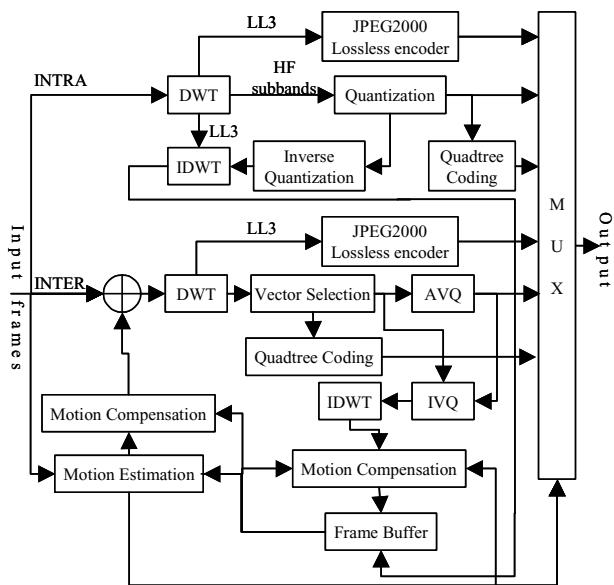 LL3
JPEG2000
Lossless encoder
INTRA
DWT
HF
subbands
Quantization
LL3
IDWT
Inverse
Quantization
Quadtree
Coding
LL3
JPEG2000
Lossless encoder
M
U
X
Output
Input frames
INTER
DWT
Vector Selection
AVQ
Quadtree Coding
IDWT
IVQ
Motion Compensation
Motion Estimation
Motion Compensation
Frame Buffer